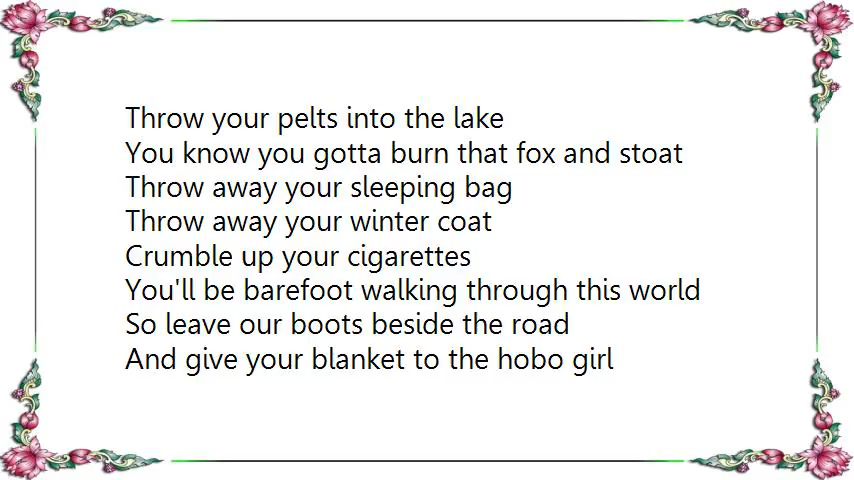 Throw your pelts into the lake
You know you gotta burn that fox and stoat
Throw away your sleeping bag
Throw away your winter coat
Crumble up your cigarettes
You'll be barefoot walking through this world
So leave our boots beside the road
And give your blanket to the hobo girl